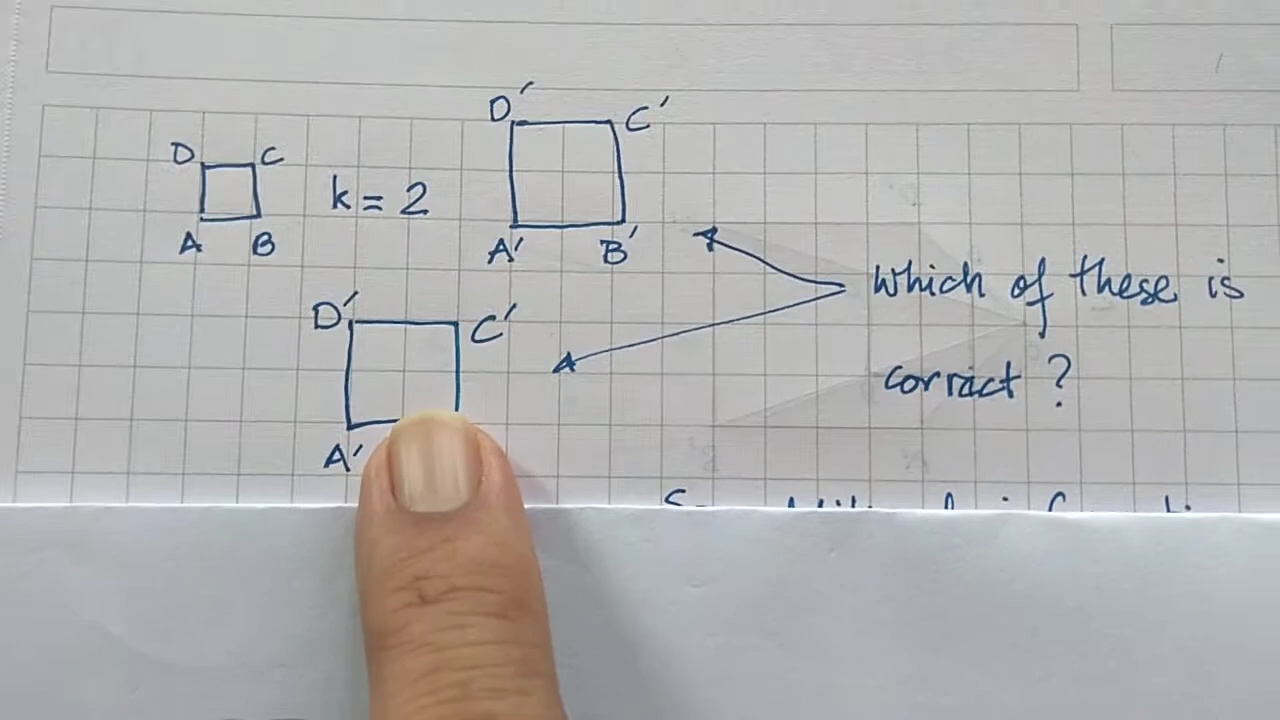 D C
k = 2
A B
D' C'
A' B'
D' C'
A'
Which of these is
correct ?